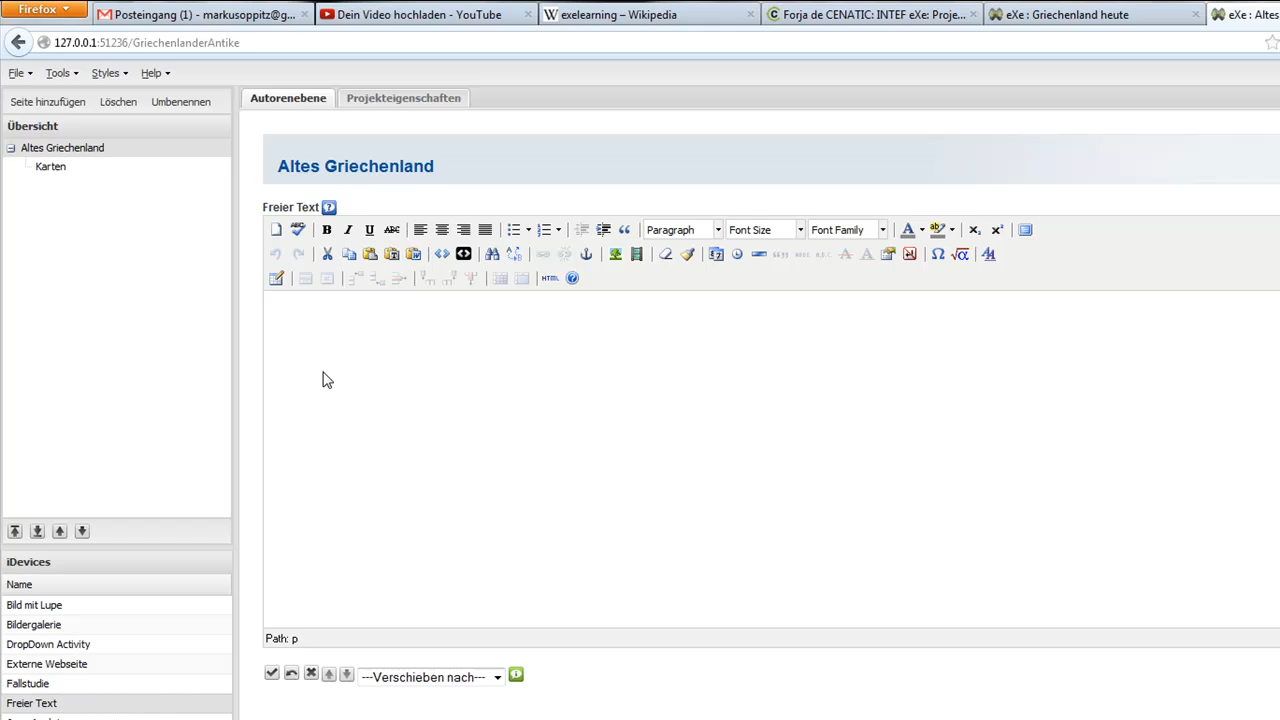 Firefox
Posteingang (1) - markusoppitz@g...
Dein Video hochladen - YouTube
exelearning – Wikipedia
Forja de CENATIC: INTEF eXe: Proje...
eXe : Griechenland heute
eXe : Altes
127.0.0.1:51236/GriechenlanderAntike
File Tools Styles Help
Seite hinzufügen Löschen Umbenennen
Autorenebene Projekteigenschaften
Übersicht
Altes Griechenland
Karten
Altes Griechenland
Freier Text
Paragraph Font Size Font Family
HTML
Path: p
---Verschieben nach---
iDevices
Name
Bild mit Lupe
Bildergalerie
DropDown Activity
Externe Webseite
Fallstudie
Freier Text